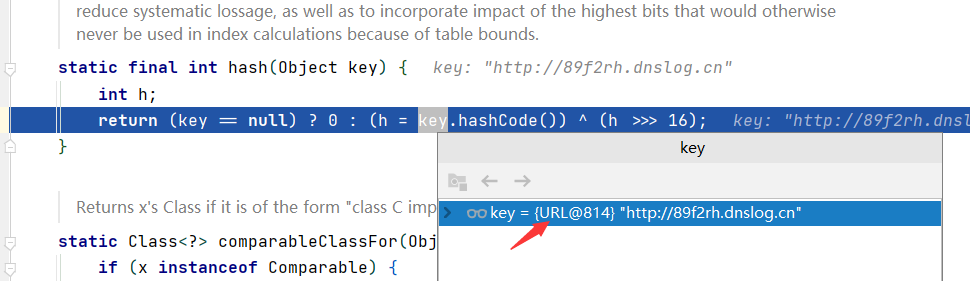 reduce systematic lossage, as well as to incorporate impact of the highest bits that would otherwise
never be used in index calculations because of table bounds.
static final int hash(Object key) { key: "http://89f2rh.dnslog.cn"
int h;
return (key == null) ? 0 : (h = key.hashCode()) ^ (h >>> 16); key: "http://89f2rh.dnsl
}
key
key = {URL@814} "http://89f2rh.dnslog.cn"
Returns x's Class if it is of the form "class C imp
static Class<?> comparableClassFor(Obj
if (x instanceof Comparable) {